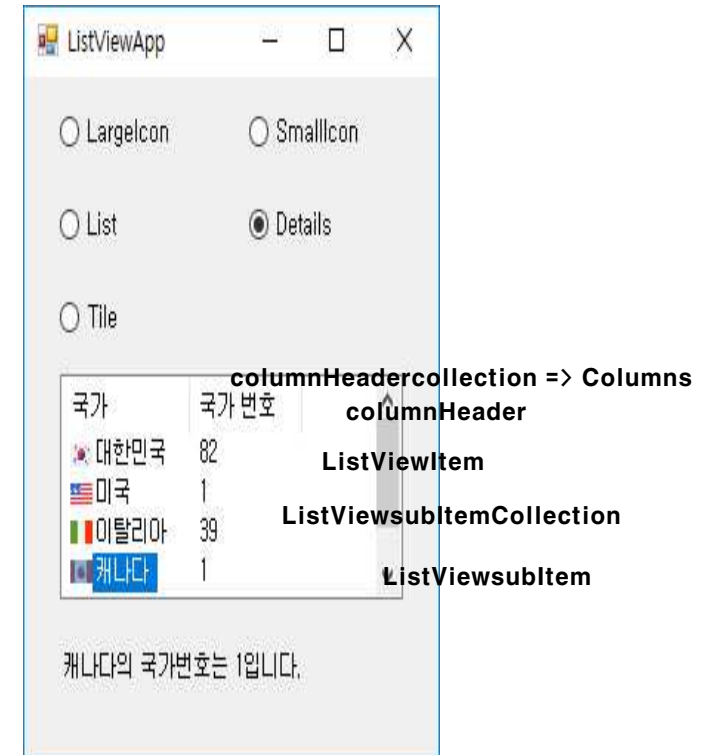 ListViewApp
LargeIcon SmallIcon
List Details
Tile
columnHeadercollection => Columns
국가 국가 번호 columnHeader
대한민국 82
ListViewItem
미국 1
ListViewsubItemCollection
이탈리아 39
캐나다 1 ListViewsubItem
캐나다의 국가번호는 1입니다.